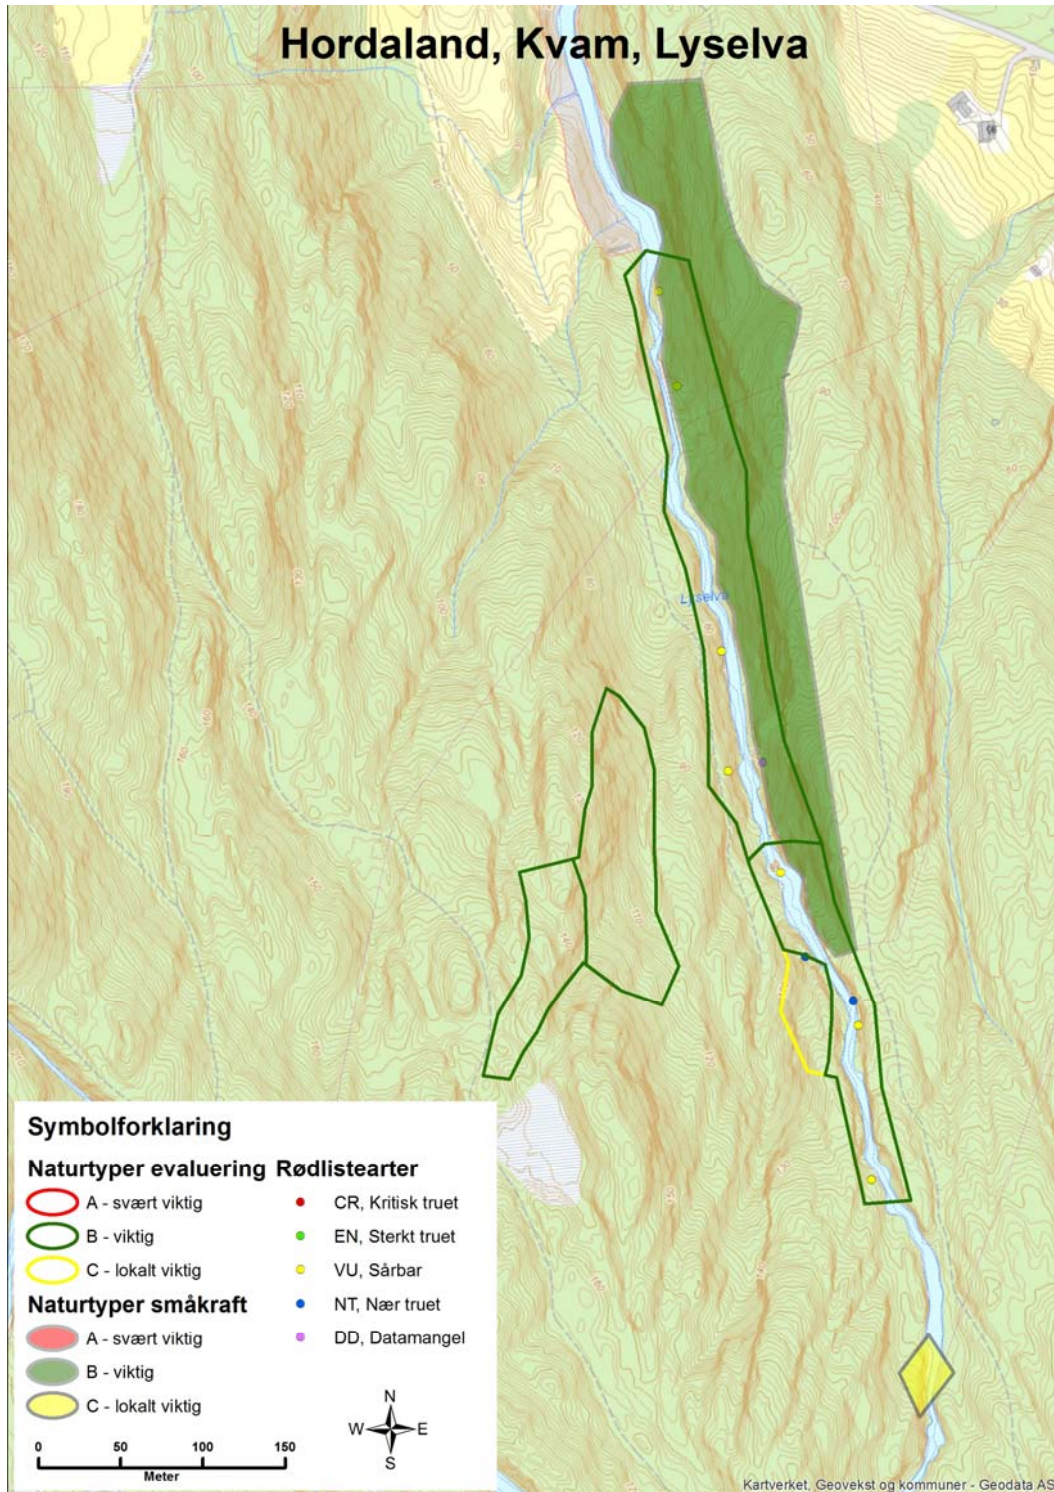 Hordaland, Kvam, Lyselva
Lyselva
Symbolforklaring
Naturtyper evaluering
A - svært viktig
B - viktig
C - lokalt viktig
Naturtyper småkraft
A - svært viktig
B - viktig
C - lokalt viktig
Rødlistearter
CR, Kritisk truet
EN, Sterkt truet
VU, Sårbar
NT, Nær truet
DD, Datamangel
N
W E
S
0 50 100 150
Meter
Kartverket, Geovekst og kommuner - Geodata AS